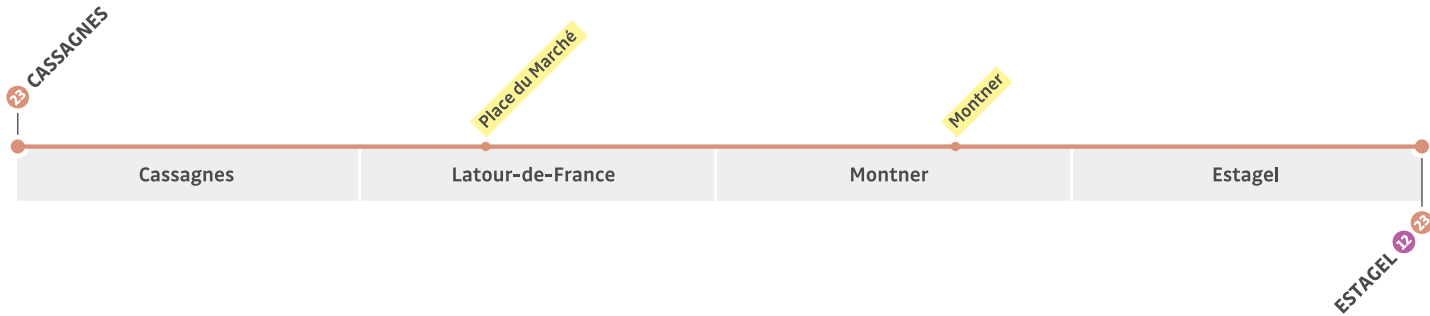 23 CASSAGNES
Place du Marché
Montner
Cassagnes
Latour-de-France
Montner
Estagel
ESTAGEL 12 23